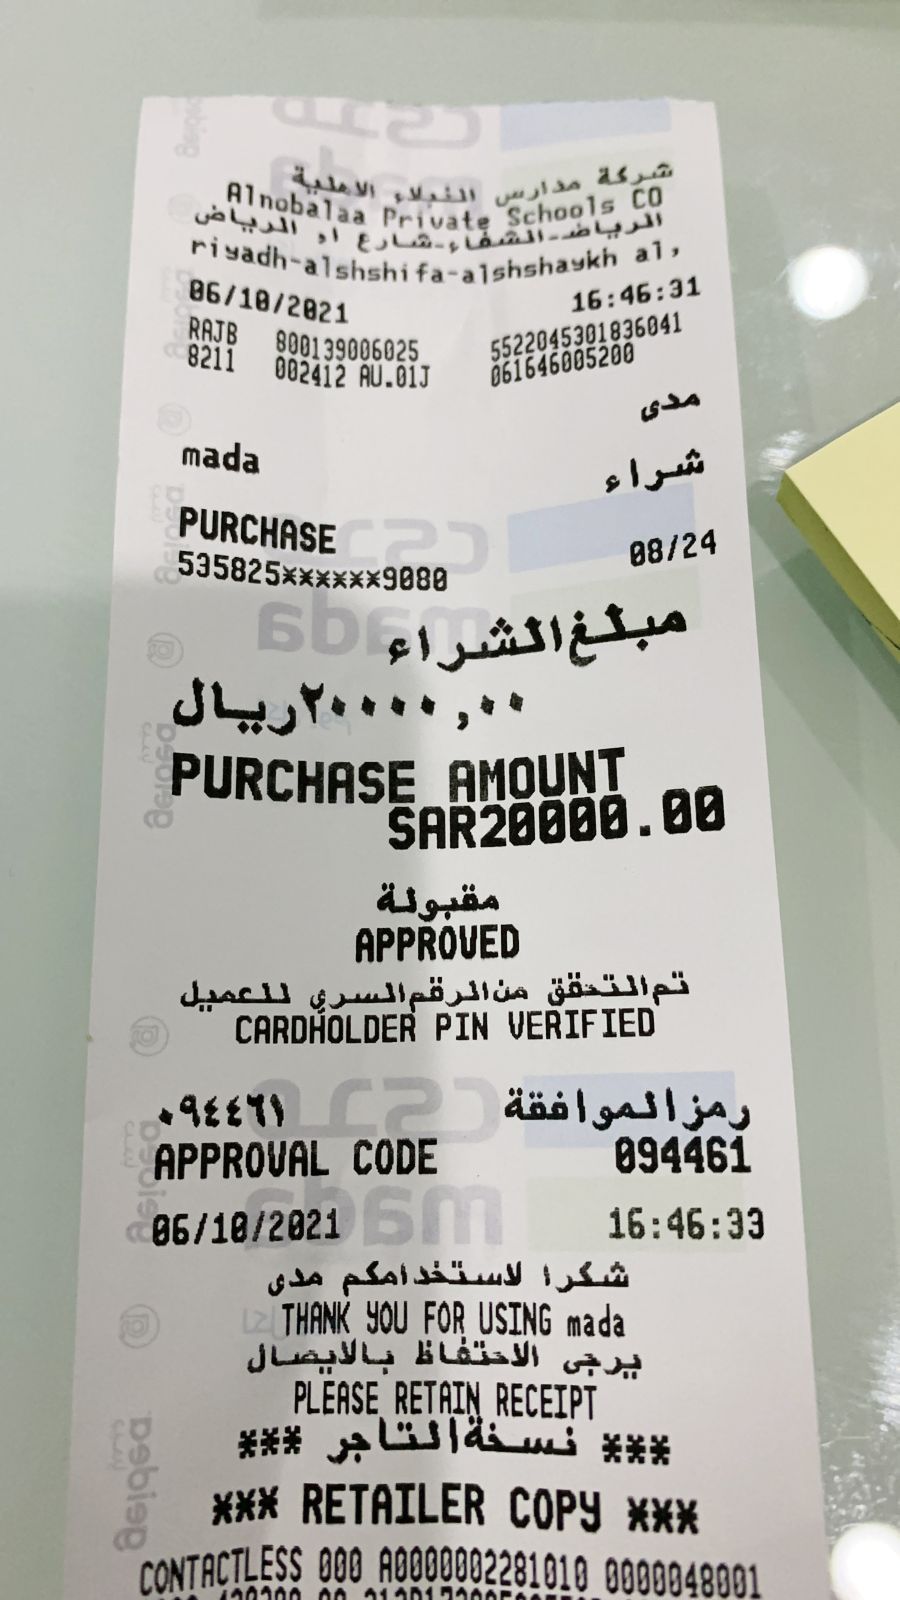 شركة مدارس النبلاء الاهلية
Alnobalaa Private Schools CO
الرياض-الشفاء-شارع او الرياض
riyadh-alshshifa-alshshaykh al,
06/10/2021 16:46:31
RAJB 800139006025 5522045301836041
8211 002412 AU.01J 061646005200
مدى
mada
شراء
PURCHASE
535825******9080 08/24
مبلغ الشراء
٢٠٠٠٠,٠٠ ريال
PURCHASE AMOUNT
SAR20000.00
مقبولة
APPROVED
تم التحقق من الرقم السري للعميل
CARDHOLDER PIN VERIFIED
رمز الموافقة ٠٩٤٤٦١
APPROVAL CODE 094461
06/10/2021 16:46:33
شكرا لاستخدامكم مدى
THANK YOU FOR USING mada
يرجى الاحتفاظ بالايصال
PLEASE RETAIN RECEIPT
*** نسخة التاجر ***
*** RETAILER COPY ***
CONTACTLESS 000 A0000002281010 0000048001